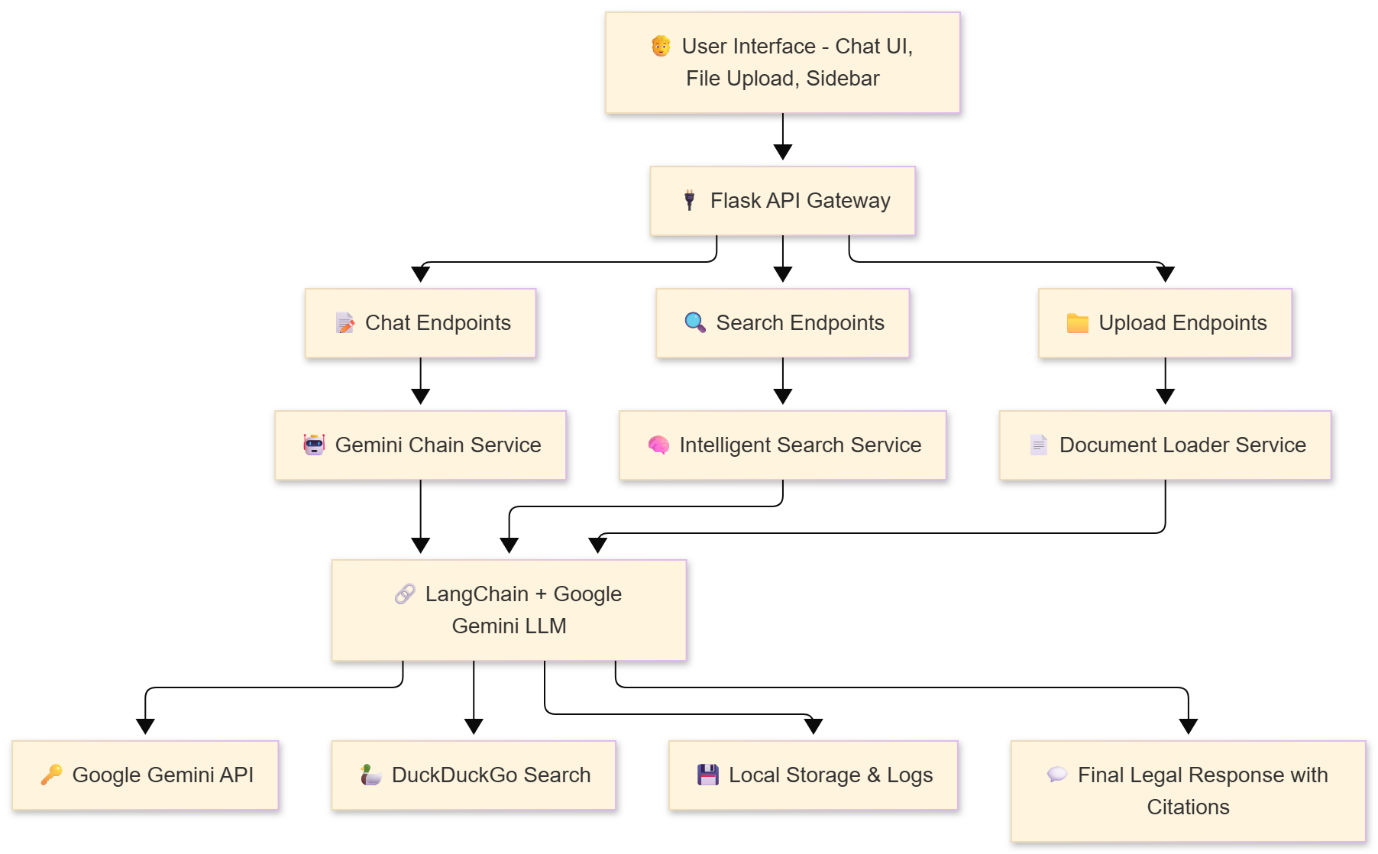 User Interface - Chat UI,
File Upload, Sidebar
Flask API Gateway
Chat Endpoints
Search Endpoints
Upload Endpoints
Gemini Chain Service
Intelligent Search Service
Document Loader Service
LangChain + Google
Gemini LLM
Google Gemini API
DuckDuckGo Search
Local Storage & Logs
Final Legal Response with
Citations